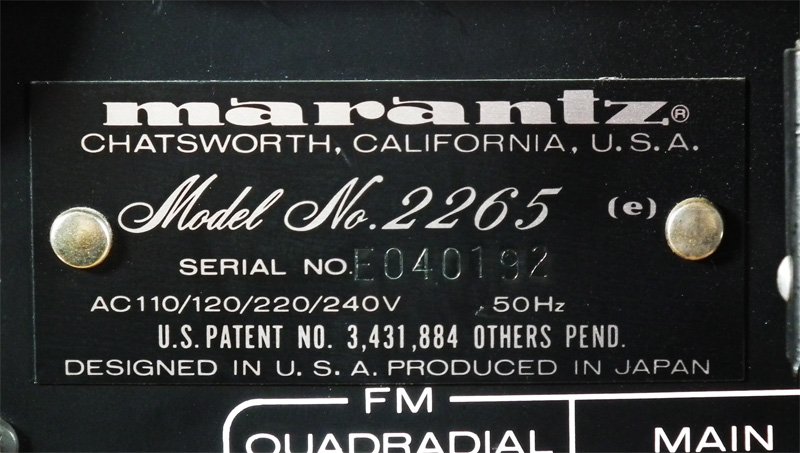 marantz®
CHATSWORTH, CALIFORNIA, U.S.A.
Model No. 2265 (e)
SERIAL NO. E040192
AC110/120/220/240V 50Hz
U.S. PATENT NO. 3,431,884 OTHERS PEND.
DESIGNED IN U.S.A. PRODUCED IN JAPAN
FM
QUADRADIAL MAIN